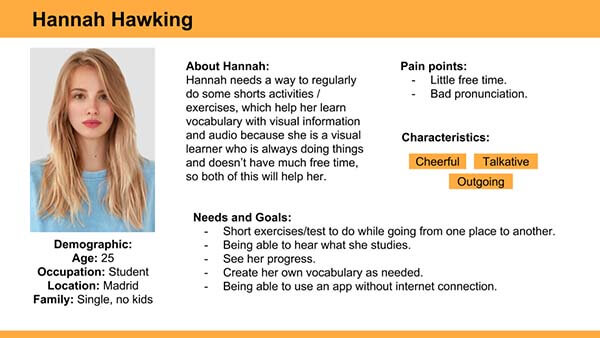 Hannah Hawking
About Hannah:
Hannah needs a way to regularly
do some shorts activities /
exercises, which help her learn
vocabulary with visual information
and audio because she is a visual
learner who is always doing things
and doesn't have much free time,
so both of this will help her.
Pain points:
- Little free time.
- Bad pronunciation.
Characteristics:
Cheerful Talkative
Outgoing
Demographic:
Age: 25
Occupation: Student
Location: Madrid
Family: Single, no kids
Needs and Goals:
- Short exercises/test to do while going from one place to another.
- Being able to hear what she studies.
- See her progress.
- Create her own vocabulary as needed.
- Being able to use an app without internet connection.